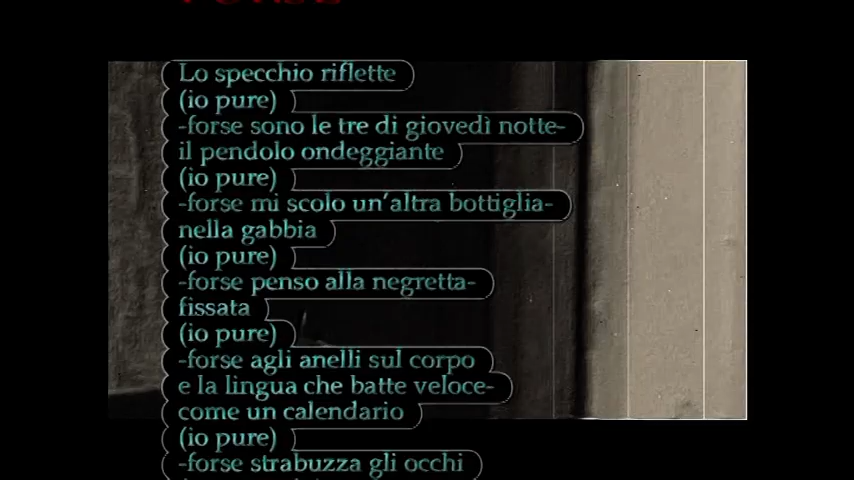 Lo specchio riflette
(io pure)
-forse sono le tre di giovedì notte-
il pendolo ondeggiante
(io pure)
-forse mi scolo un'altra bottiglia-
nella gabbia
(io pure)
-forse penso alla negretta-
fissata
(io pure)
-forse agli anelli sul corpo
e la lingua che batte veloce-
come un calendario
(io pure)
-forse strabuzza gli occhi